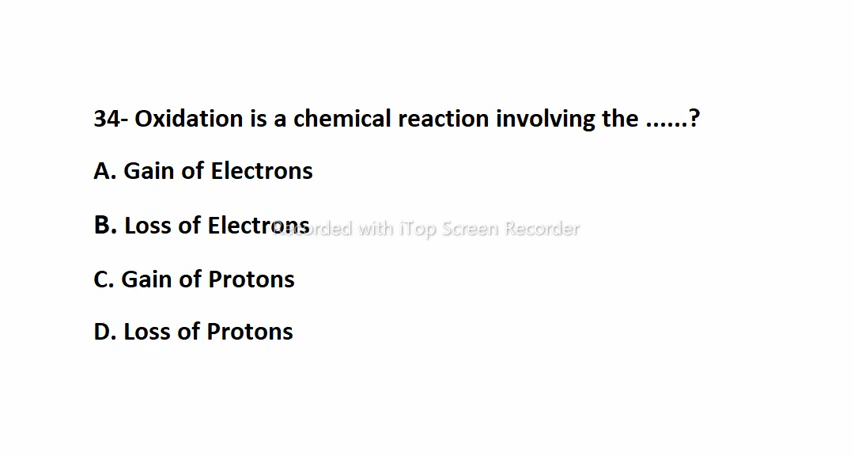 34- Oxidation is a chemical reaction involving the ......?
A. Gain of Electrons
B. Loss of Electrons
Recorded with iTop Screen Recorder
C. Gain of Protons
D. Loss of Protons